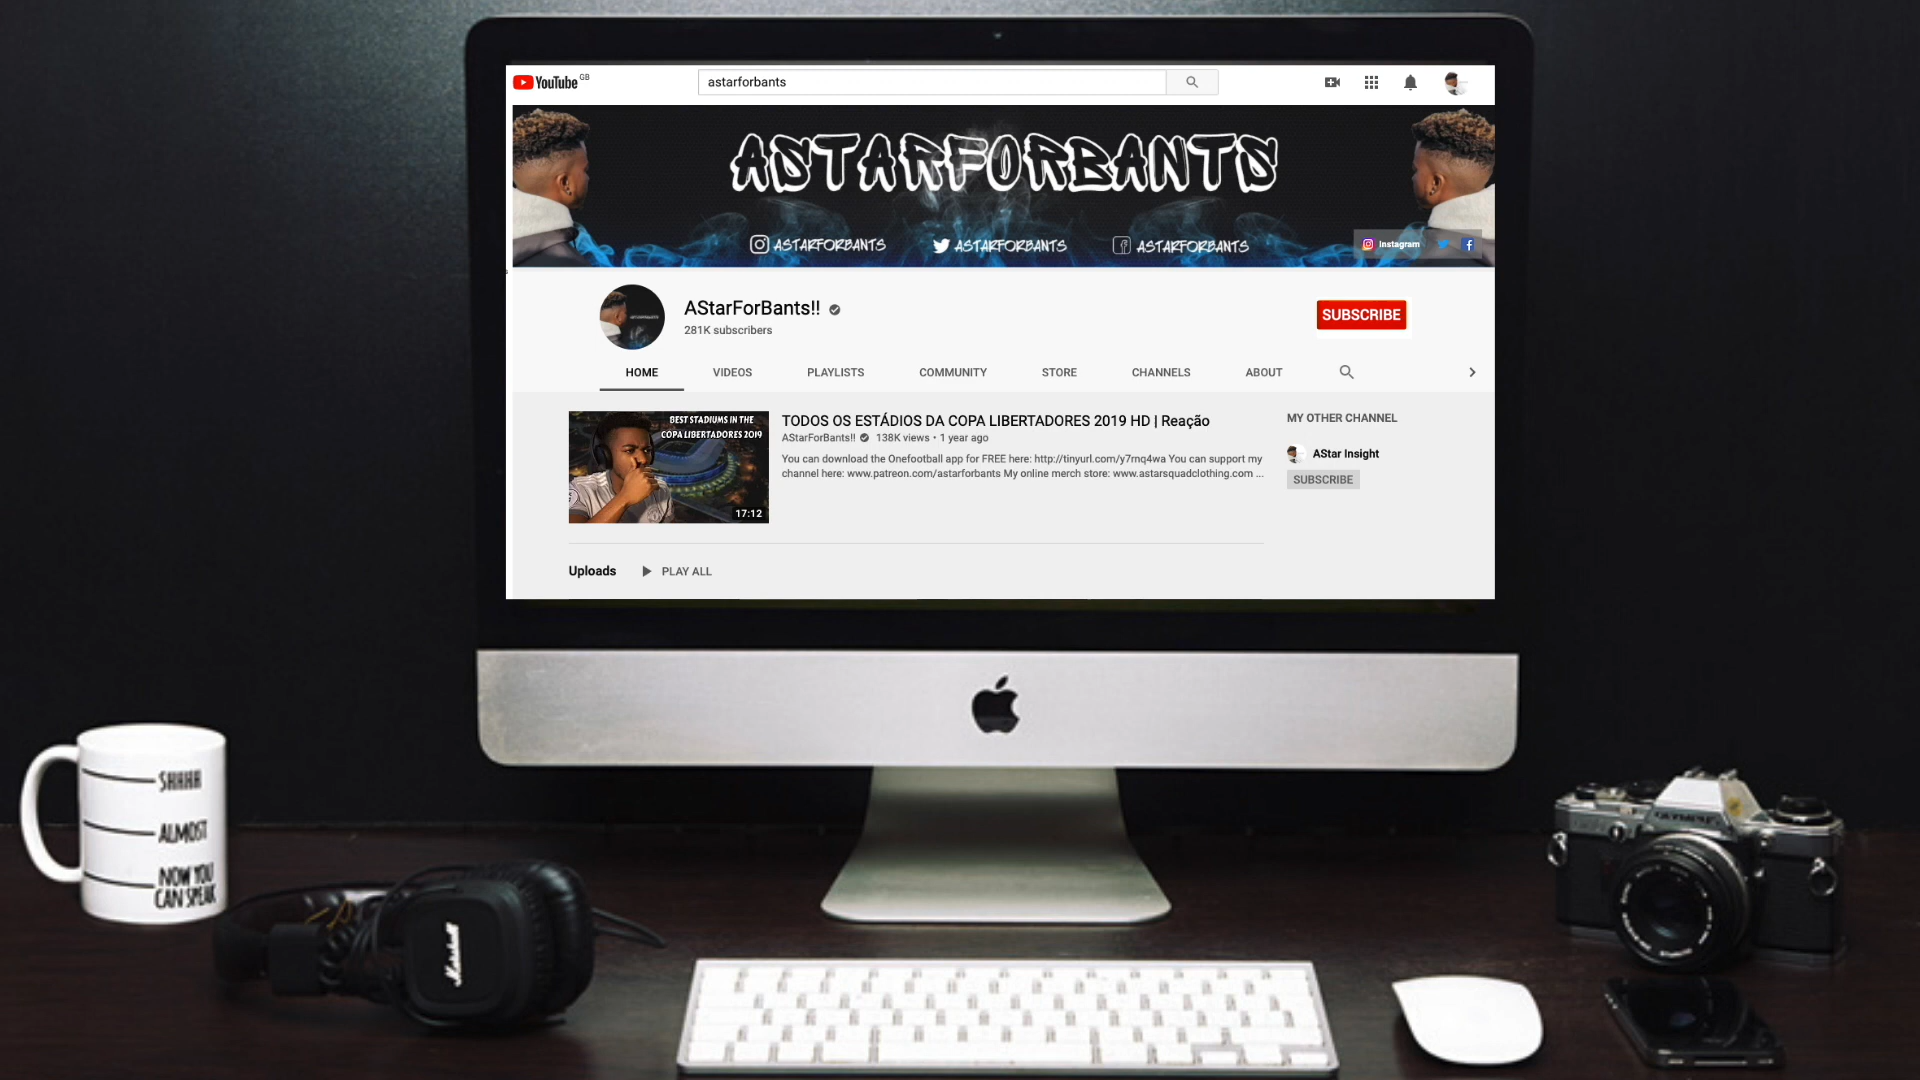 YouTube GB
astarforbants
ASTARFORBANTS
ASTARFORBANTS
ASTARFORBANTS
ASTARFORBANTS
Instagram
AStarForBants!!
281K subscribers
SUBSCRIBE
HOME VIDEOS PLAYLISTS COMMUNITY STORE CHANNELS ABOUT
BEST STADIUMS IN THE
COPA LIBERTADORES 2019
17:12
TODOS OS ESTÁDIOS DA COPA LIBERTADORES 2019 HD | Reação
AStarForBants!! 138K views • 1 year ago
You can download the Onefootball app for FREE here: http://tinyurl.com/y7rnq4wa You can support my
channel here: www.patreon.com/astarforbants My online merch store: www.astarsquadclothing.com ...
MY OTHER CHANNEL
AStar Insight
SUBSCRIBE
Uploads PLAY ALL
SHHHH
ALMOST
NOW YOU
CAN SPEAK
Marshall
OLYMPUS